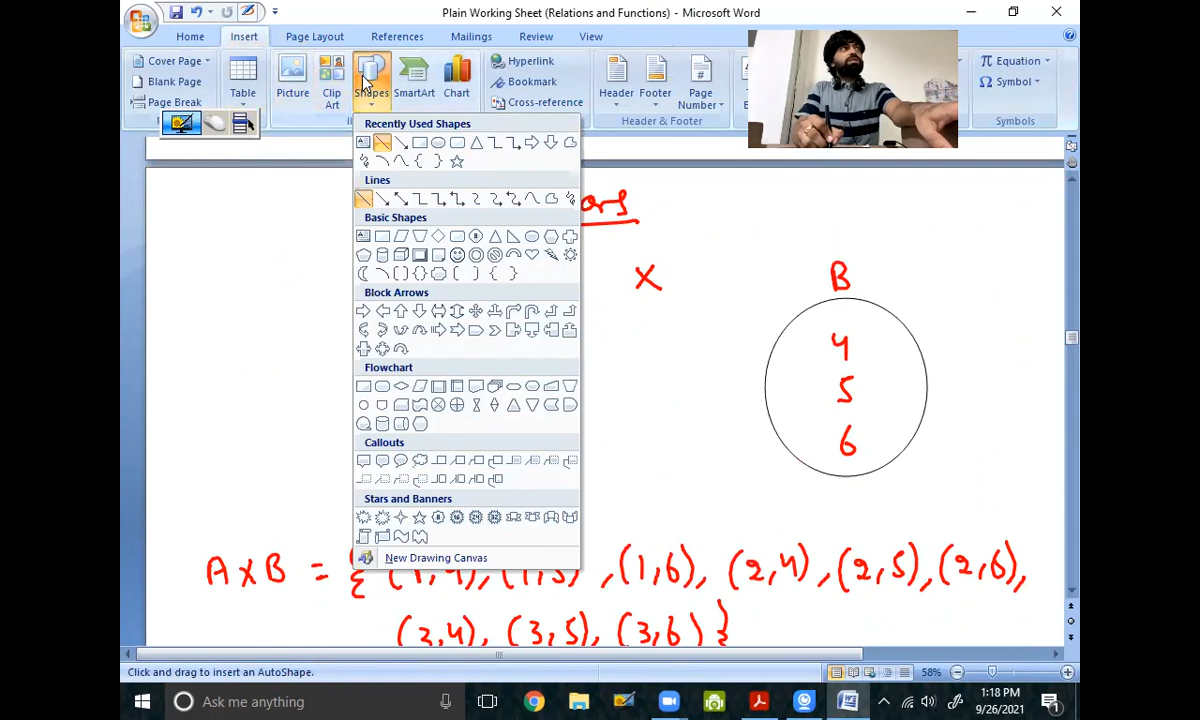 Plain Working Sheet (Relations and Functions) - Microsoft Word
Home Insert Page Layout References Mailings Review View
Cover Page
Blank Page
Page Break
Table
Picture
Clip Art
Shapes
SmartArt
Chart
Hyperlink
Bookmark
Cross-reference
Header
Footer
Page Number
Header & Footer
Equation
Symbol
Symbols
Recently Used Shapes
Lines
Basic Shapes
Block Arrows
Flowchart
Callouts
Stars and Banners
New Drawing Canvas
X B
4
5
6
A×B = { (1,4), (1,5), (1,6), (2,4), (2,5), (2,6),
(3,4), (3,5), (3,6) }
Click and drag to insert an AutoShape.
58%
Ask me anything
1:18 PM
9/26/2021